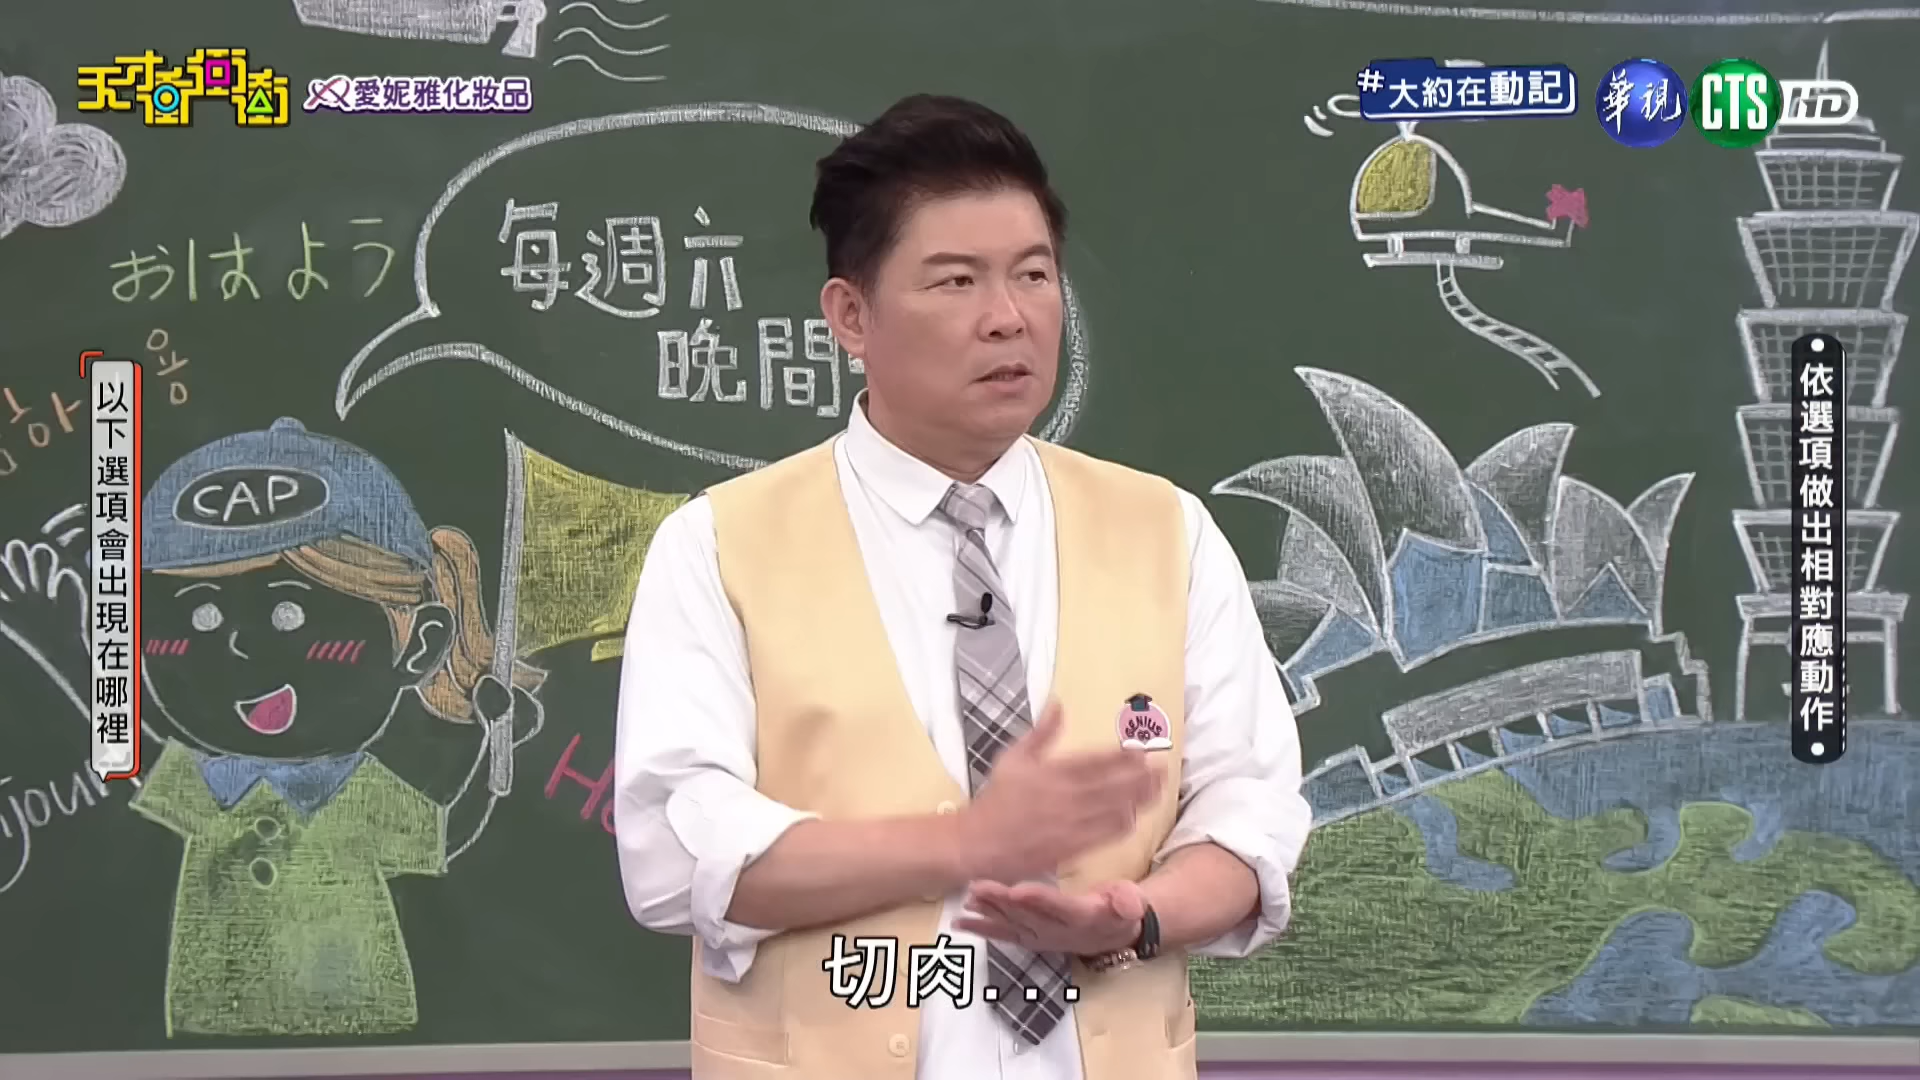 天才衝衝衝
愛妮雅化妝品
#大約在動記
華視
CTS
HD
おはよう
每週六
晚間
용
CAP
以下選項會出現在哪裡
依選項做出相對應動作
GENIUS
GO
切肉...